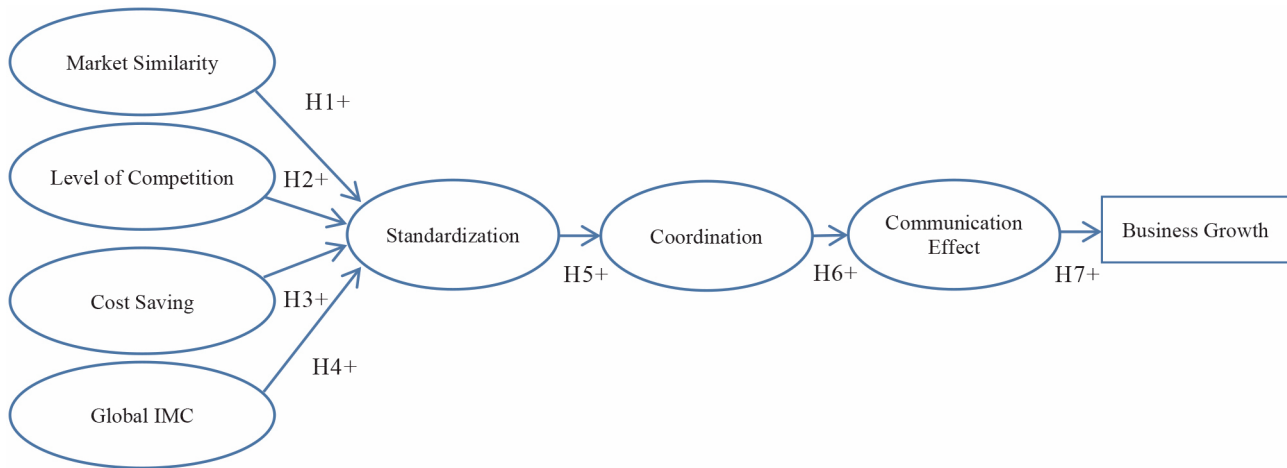 Market Similarity
H1+
Level of Competition
H2+
Standardization
Coordination
Communication
Effect
Business Growth
H5+
H6+
H7+
Cost Saving
H3+
H4+
Global IMC